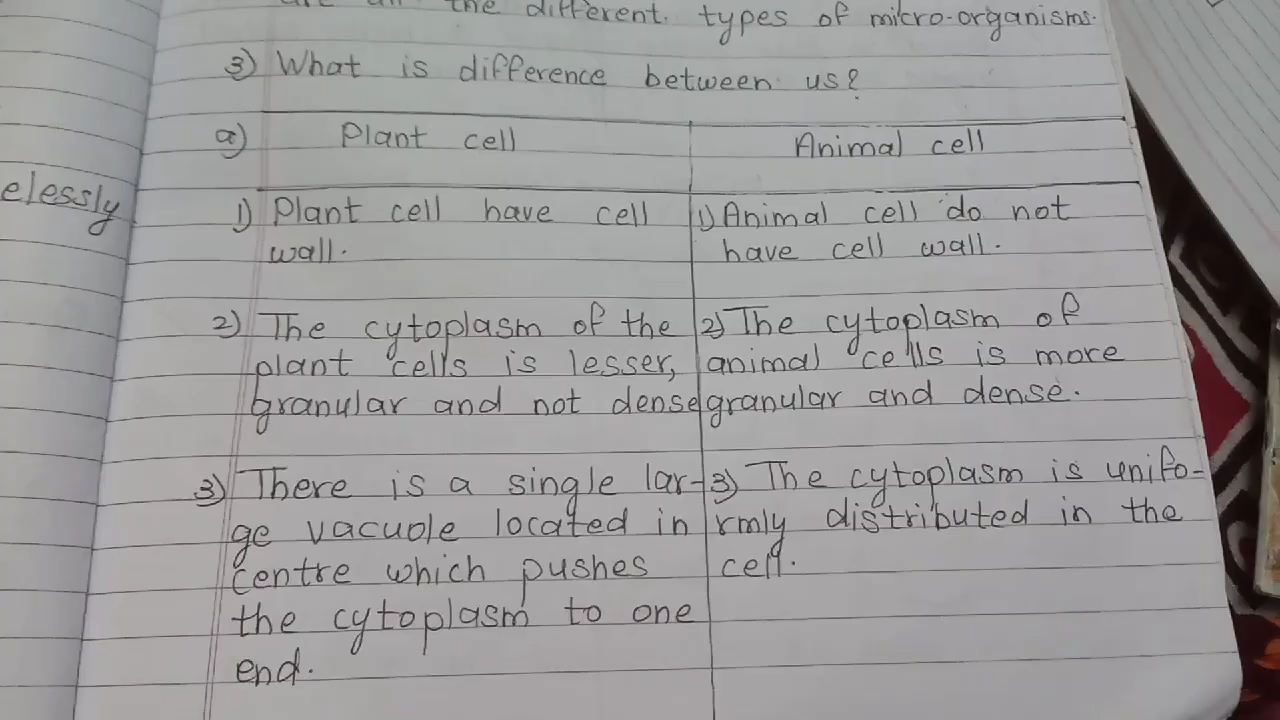 the different types of micro-organisms.
3) What is difference between us?
a) Plant cell
Animal cell
elessly
1) Plant cell have cell
wall.
1) Animal cell do not
have cell wall.
2) The cytoplasm of the
plant cells is lesser,
granular and not dense
2) The cytoplasm of
animal cells is more
granular and dense.
3) There is a single lar-
ge vacuole located in
centre which pushes
the cytoplasm to one
end.
3) The cytoplasm is unifo-
rmly distributed in the
cell.